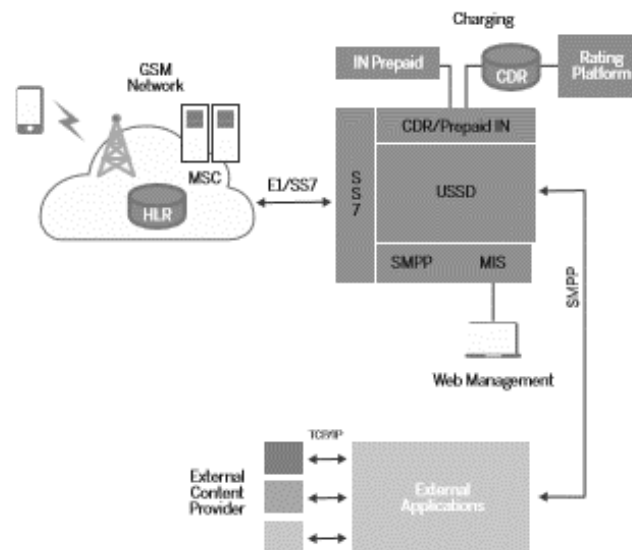 Charging
IN Prepaid
CDR
Rating
Platform
GSM
Network
MSC
HLR
E1/SS7
S
S
7
CDR/Prepaid IN
USSD
SMPP
MIS
SMPP
Web Management
TCP/IP
External
Content
Provider
External
Applications